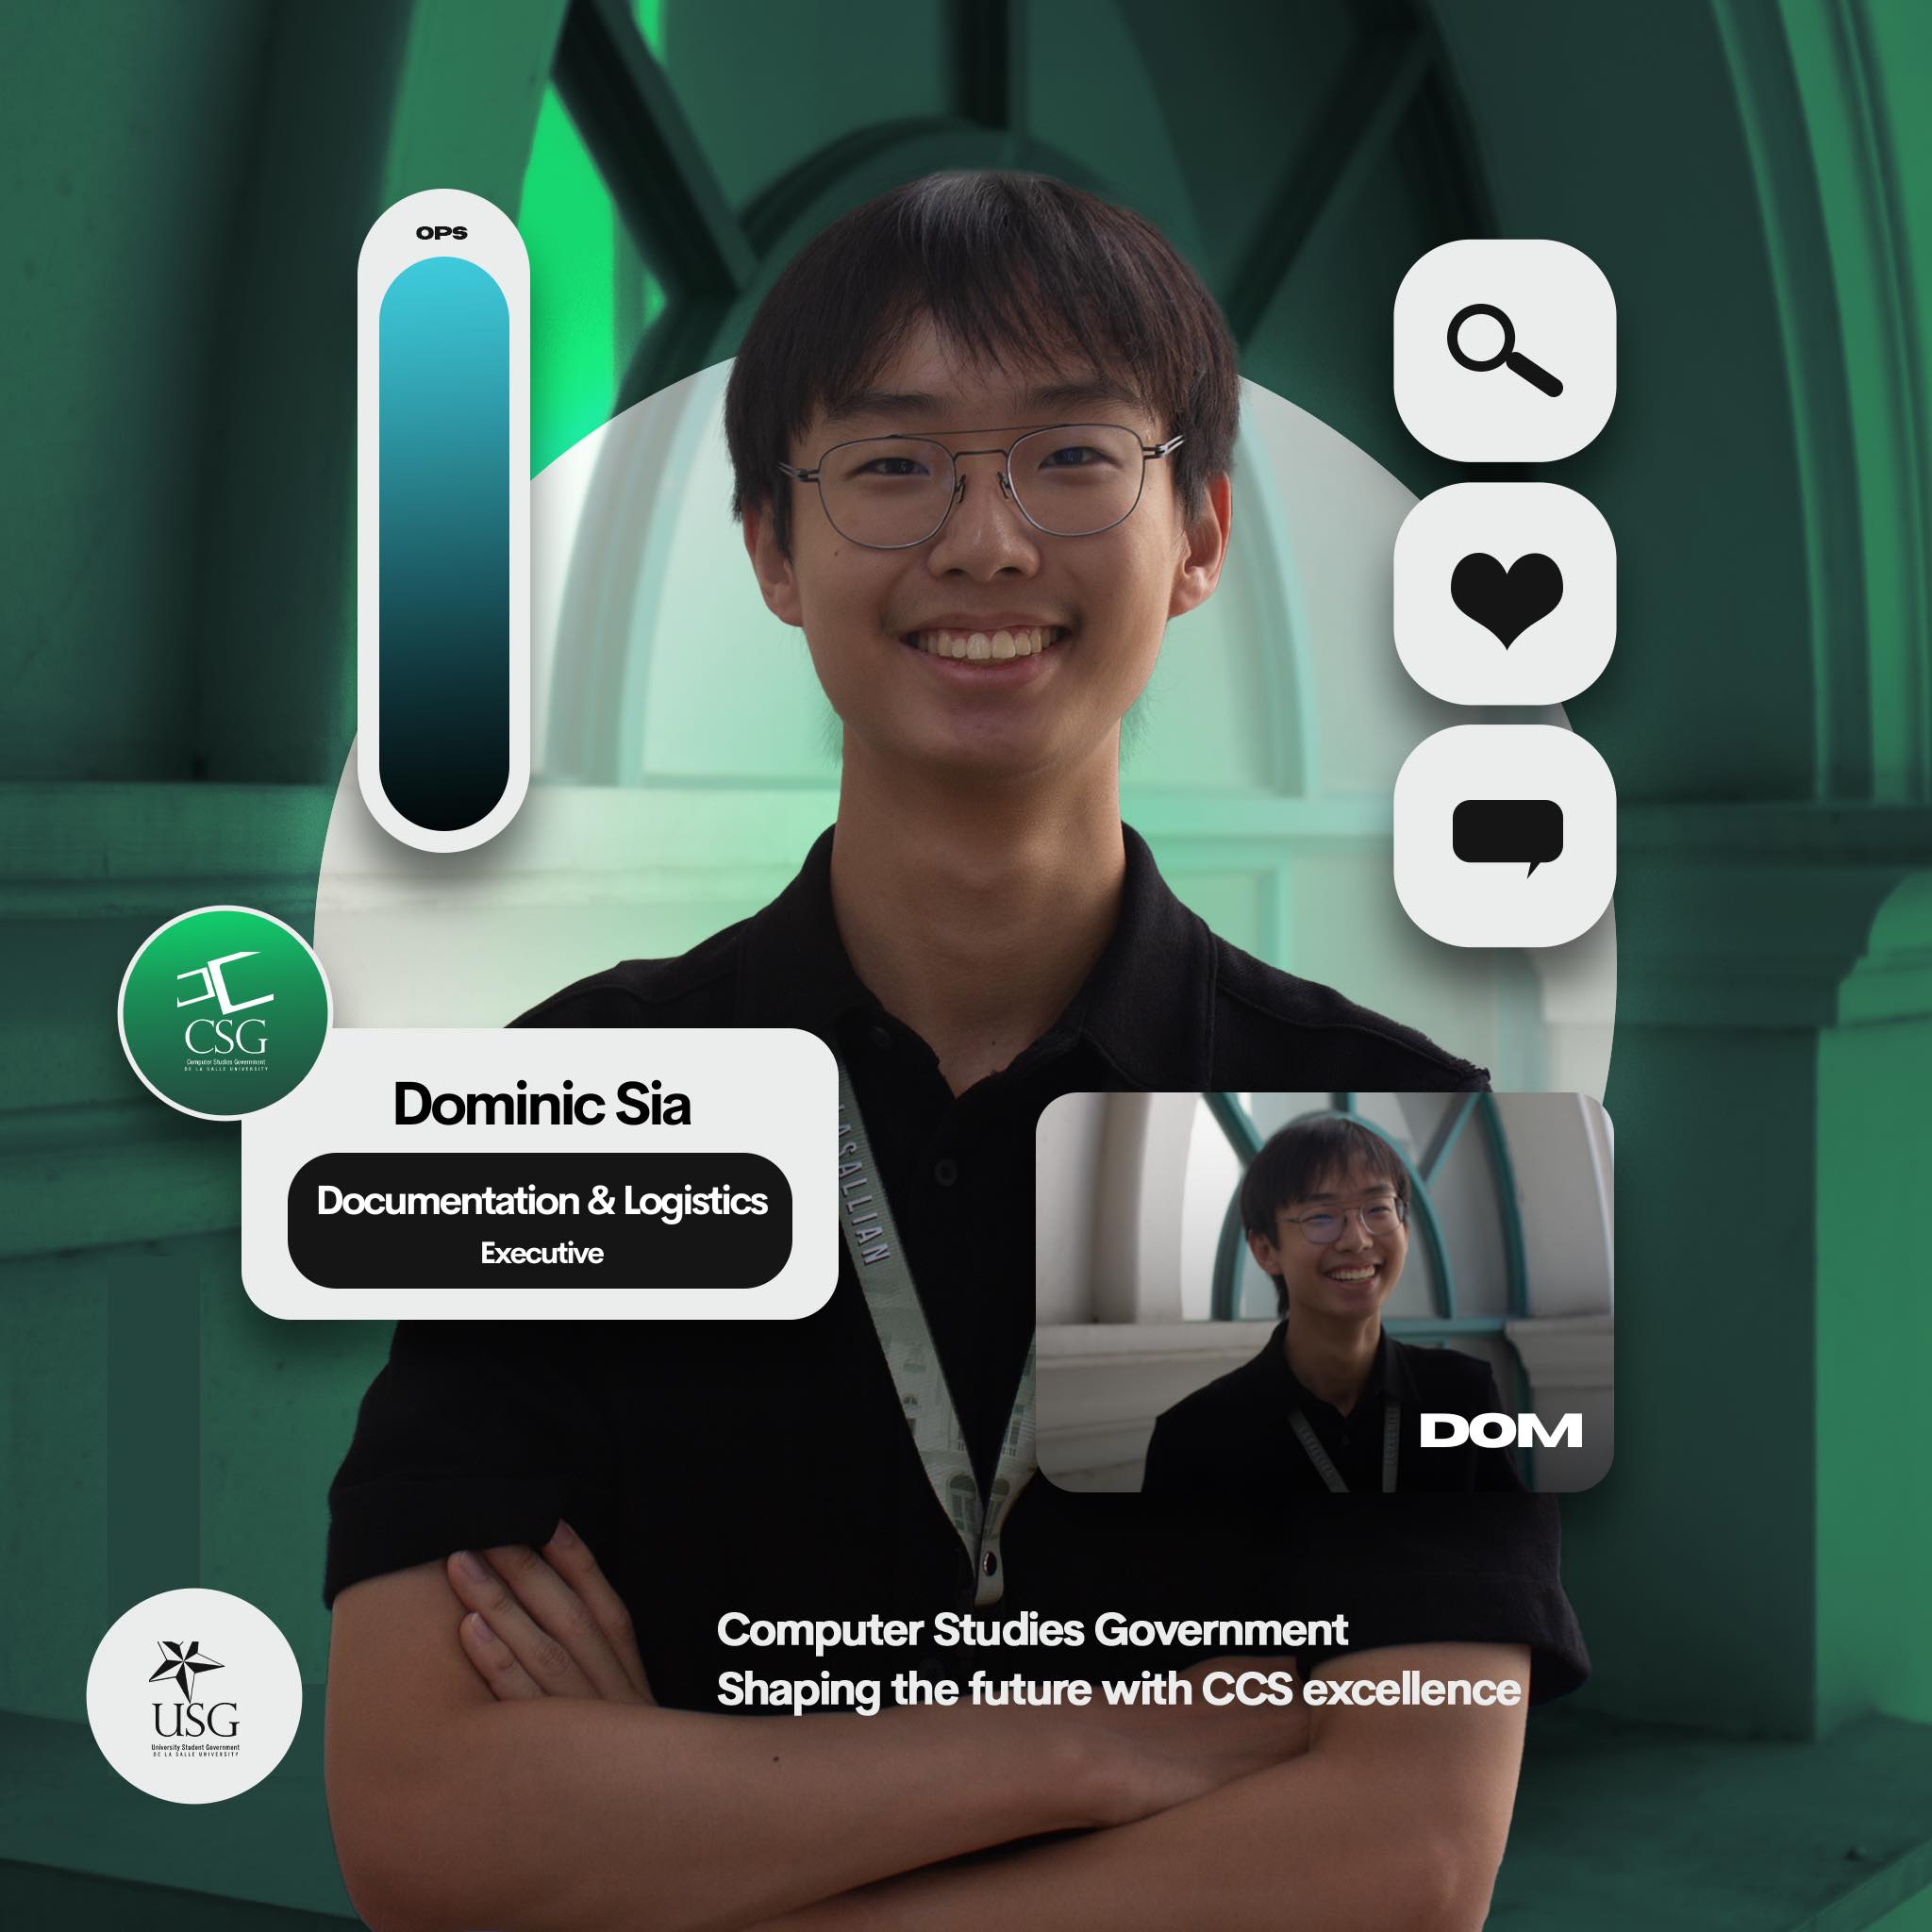 OPS
CSG
Computer Studies Government
DE LA SALLE UNIVERSITY
Dominic Sia
Documentation & Logistics
Executive
LASALLIAN
DOM
Computer Studies Government
Shaping the future with CCS excellence
USG
University Student Government
DE LA SALLE UNIVERSITY